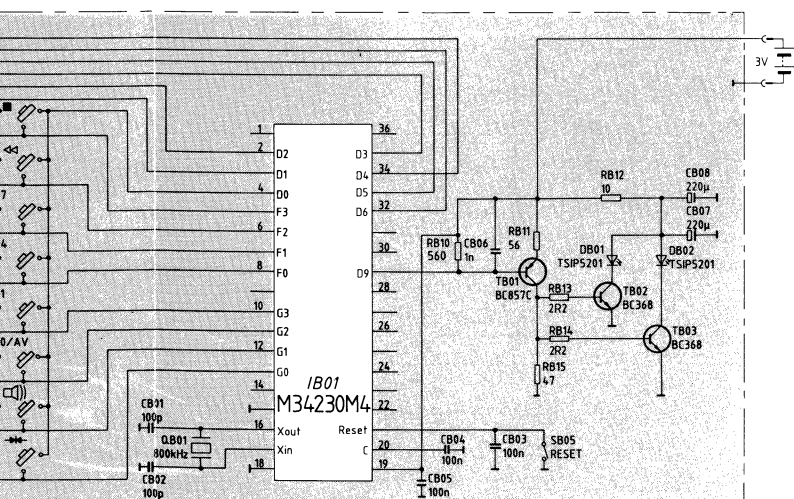 3V
1
36
2
D2
D3
D1
D4
34
4
D0
D5
F3
D6
32
6
F2
F1
30
8
F0
D9
28
10
G3
G2
26
12
G1
G0
24
14
IB01
M34230M4
22
16
Xout
Reset
Xin
C
20
18
19
7
4
1
0/AV
CB01
100p
QB01
800kHz
CB02
100p
RB10
560
CB06
1n
RB11
56
RB12
10
CB08
220µ
CB07
220µ
DB01
TSIP5201
DB02
TSIP5201
TB01
BC857C
RB13
2R2
TB02
BC368
RB14
2R2
TB03
BC368
RB15
47
CB04
100n
CB03
100n
SB05
RESET
CB05
100n